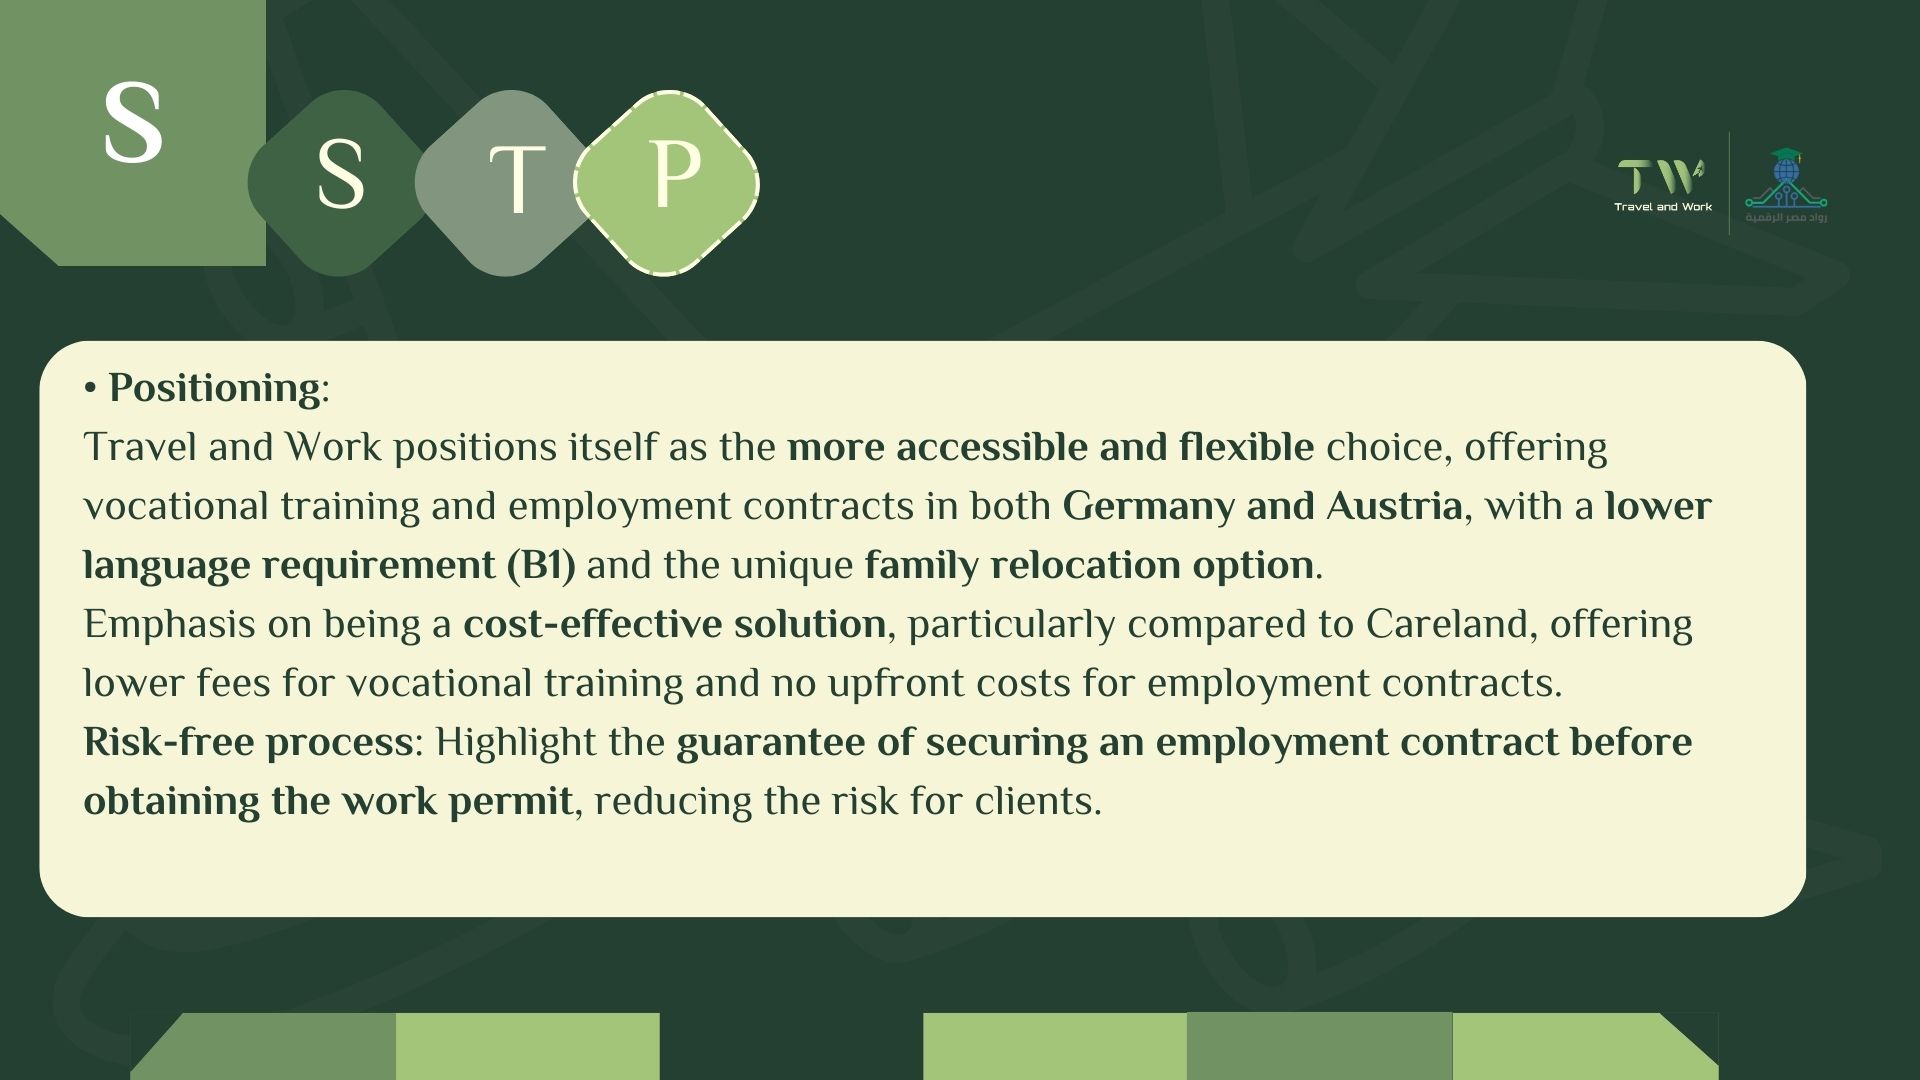 S
S
T
P
TW
Travel and Work
رواد مصر الرقمية
• Positioning:
Travel and Work positions itself as the more accessible and flexible choice, offering
vocational training and employment contracts in both Germany and Austria, with a lower
language requirement (B1) and the unique family relocation option.
Emphasis on being a cost-effective solution, particularly compared to Careland, offering
lower fees for vocational training and no upfront costs for employment contracts.
Risk-free process: Highlight the guarantee of securing an employment contract before
obtaining the work permit, reducing the risk for clients.